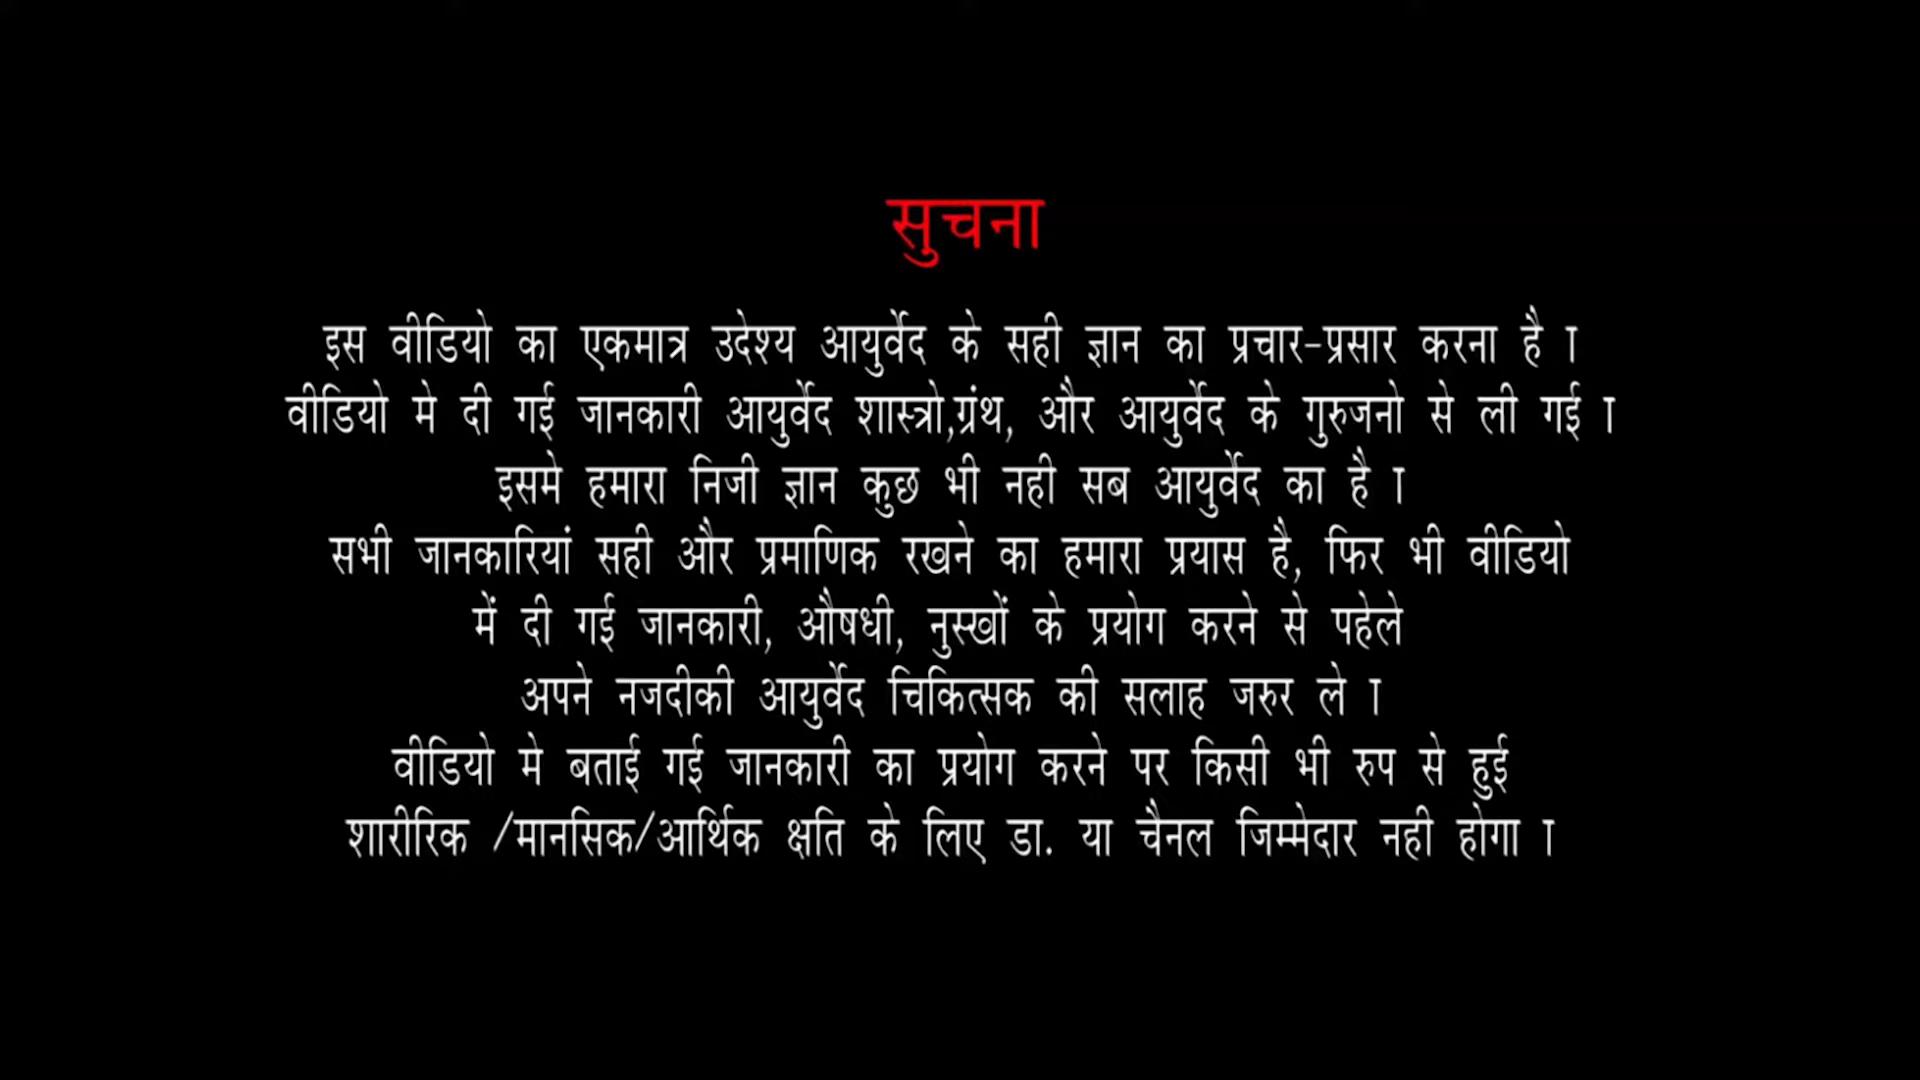 सुचना
इस वीडियो का एकमात्र उदेश्य आयुर्वेद के सही ज्ञान का प्रचार-प्रसार करना है ।
वीडियो मे दी गई जानकारी आयुर्वेद शास्त्रो,ग्रंथ, और आयुर्वेद के गुरुजनो से ली गई ।
इसमे हमारा निजी ज्ञान कुछ भी नही सब आयुर्वेद का है ।
सभी जानकारियां सही और प्रमाणिक रखने का हमारा प्रयास है, फिर भी वीडियो
में दी गई जानकारी, औषधी, नुस्खों के प्रयोग करने से पहेले
अपने नजदीकी आयुर्वेद चिकित्सक की सलाह जरुर ले ।
वीडियो मे बताई गई जानकारी का प्रयोग करने पर किसी भी रुप से हुई
शारीरिक /मानसिक/आर्थिक क्षति के लिए डा. या चैनल जिम्मेदार नही होगा ।